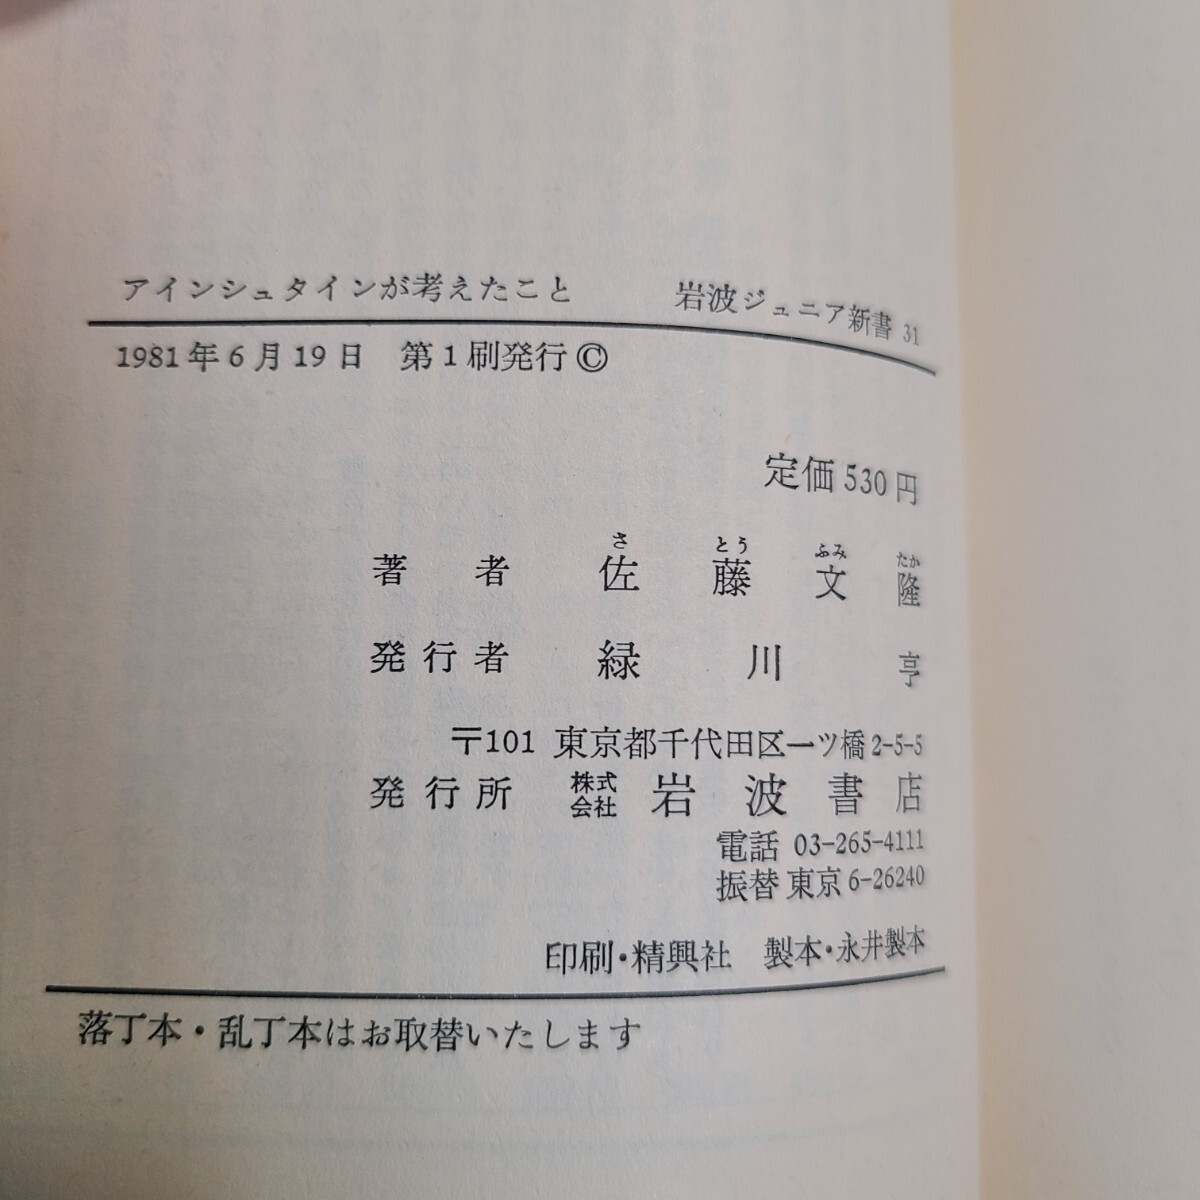 アインシュタインが考えたこと　岩波ジュニア新書 31
1981年6月19日　第1刷発行©
定価 530円
著者　佐藤文隆
さとうふみたか
発行者　緑川亨
〒101 東京都千代田区一ツ橋2-5-5
発行所　株式会社 岩波書店
電話 03-265-4111
振替 東京 6-26240
印刷・精興社　製本・永井製本
落丁本・乱丁本はお取替いたします